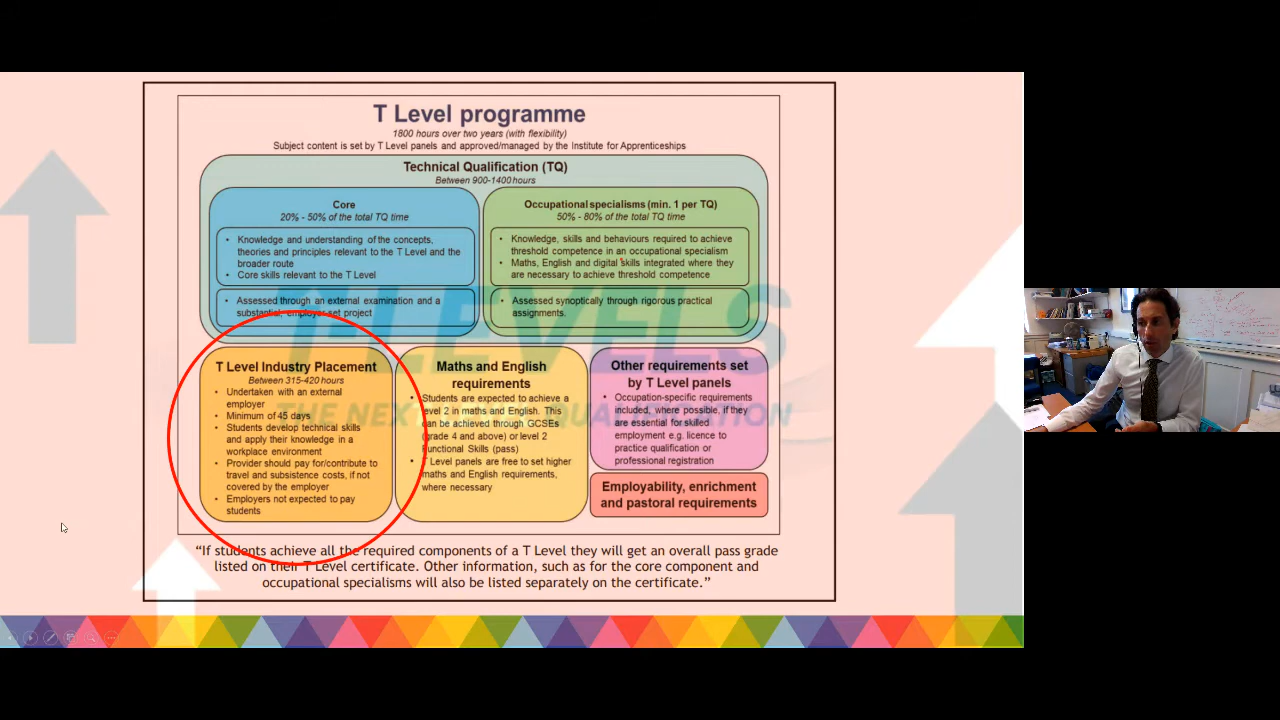 T Level programme
1800 hours over two years (with flexibility)
Subject content is set by T Level panels and approved/managed by the Institute for Apprenticeships
Technical Qualification (TQ)
Between 900-1400 hours
Core
20% - 50% of the total TQ time
• Knowledge and understanding of the concepts,
theories and principles relevant to the T Level and the
broader route
• Core skills relevant to the T Level
• Assessed through an external examination and a
substantial, employer-set project
Occupational specialisms (min. 1 per TQ)
50% - 80% of the total TQ time
• Knowledge, skills and behaviours required to achieve
threshold competence in an occupational specialism
• Maths, English and digital skills integrated where they
are necessary to achieve threshold competence
• Assessed synoptically through rigorous practical
assignments.
T LEVELS
THE NEXT LEVEL QUALIFICATION
T Level Industry Placement
Between 315-420 hours
• Undertaken with an external
employer
• Minimum of 45 days
• Students develop technical skills
and apply their knowledge in a
workplace environment
• Provider should pay for/contribute to
travel and subsistence costs, if not
covered by the employer
• Employers not expected to pay
students
Maths and English
requirements
• Students are expected to achieve a
level 2 in maths and English. This
can be achieved through GCSEs
(grade 4 and above) or level 2
Functional Skills (pass)
• T Level panels are free to set higher
maths and English requirements,
where necessary
Other requirements set
by T Level panels
• Occupation-specific requirements
included, where possible, if they
are essential for skilled
employment e.g. licence to
practice qualification or
professional registration
Employability, enrichment
and pastoral requirements
“If students achieve all the required components of a T Level they will get an overall pass grade
listed on their T Level certificate. Other information, such as for the core component and
occupational specialisms will also be listed separately on the certificate.”